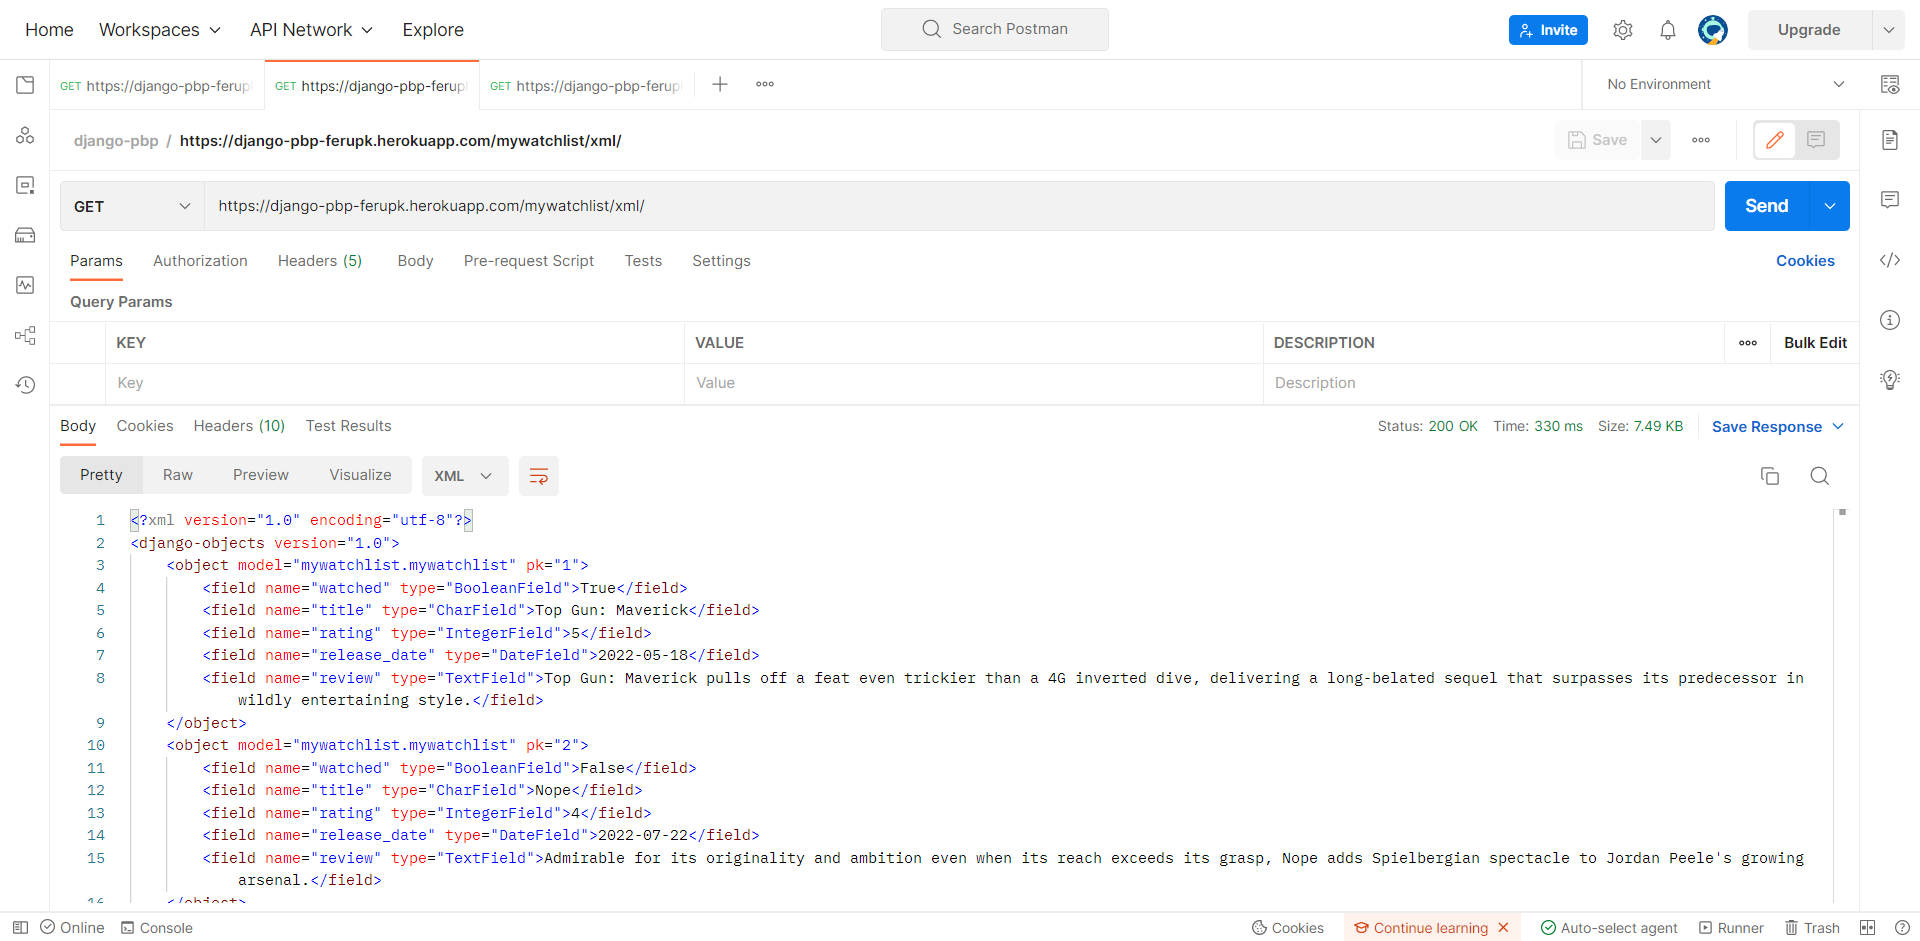 Home Workspaces API Network Explore Search Postman Invite Upgrade
GET https://django-pbp-ferup GET https://django-pbp-ferup GET https://django-pbp-ferup No Environment
django-pbp / https://django-pbp-ferupk.herokuapp.com/mywatchlist/xml/ Save
GET https://django-pbp-ferupk.herokuapp.com/mywatchlist/xml/ Send
Params Authorization Headers (5) Body Pre-request Script Tests Settings Cookies
Query Params
KEY VALUE DESCRIPTION Bulk Edit
Key Value Description
Body Cookies Headers (10) Test Results Status: 200 OK Time: 330 ms Size: 7.49 KB Save Response
Pretty Raw Preview Visualize XML
1 <?xml version="1.0" encoding="utf-8"?>
2 <django-objects version="1.0">
3 <object model="mywatchlist.mywatchlist" pk="1">
4 <field name="watched" type="BooleanField">True</field>
5 <field name="title" type="CharField">Top Gun: Maverick</field>
6 <field name="rating" type="IntegerField">5</field>
7 <field name="release_date" type="DateField">2022-05-18</field>
8 <field name="review" type="TextField">Top Gun: Maverick pulls off a feat even trickier than a 4G inverted dive, delivering a long-belated sequel that surpasses its predecessor in
wildly entertaining style.</field>
9 </object>
10 <object model="mywatchlist.mywatchlist" pk="2">
11 <field name="watched" type="BooleanField">False</field>
12 <field name="title" type="CharField">Nope</field>
13 <field name="rating" type="IntegerField">4</field>
14 <field name="release_date" type="DateField">2022-07-22</field>
15 <field name="review" type="TextField">Admirable for its originality and ambition even when its reach exceeds its grasp, Nope adds Spielbergian spectacle to Jordan Peele's growing
arsenal.</field>
16 </object>
Online Console Cookies Continue learning Auto-select agent Runner Trash